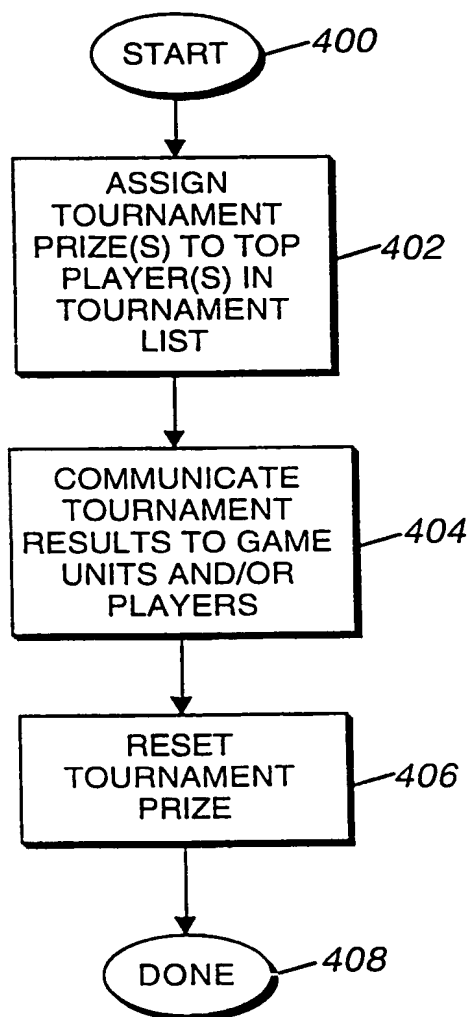 START
400
ASSIGN
TOURNAMENT
PRIZE(S) TO TOP
PLAYER(S) IN
TOURNAMENT
LIST
402
COMMUNICATE
TOURNAMENT
RESULTS TO GAME
UNITS AND/OR
PLAYERS
404
RESET
TOURNAMENT
PRIZE
406
DONE
408